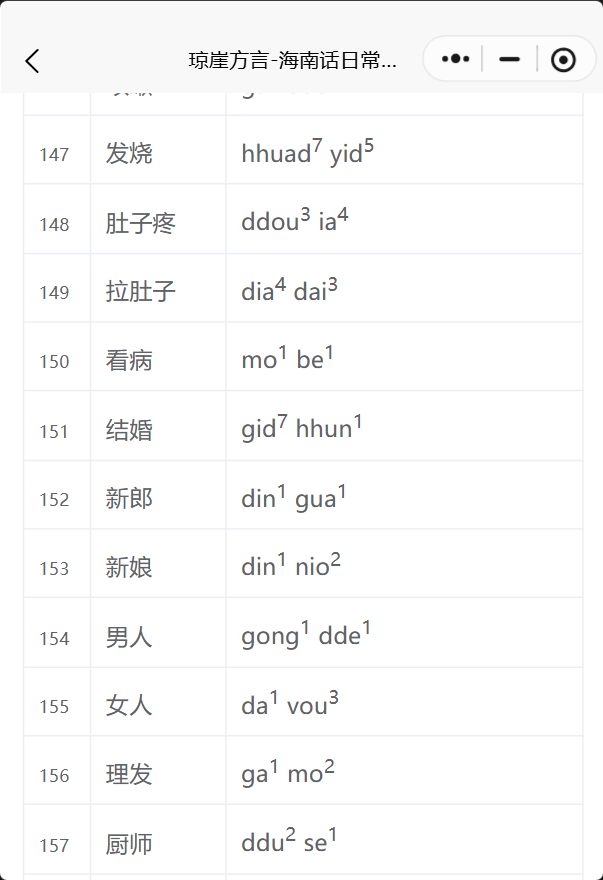 琼崖方言-海南话日常...
147 发烧 hhuad⁷ yid⁵
148 肚子疼 ddou³ ia⁴
149 拉肚子 dia⁴ dai³
150 看病 mo¹ be¹
151 结婚 gid⁷ hhun¹
152 新郎 din¹ gua¹
153 新娘 din¹ nio²
154 男人 gong¹ dde¹
155 女人 da¹ vou³
156 理发 ga¹ mo²
157 厨师 ddu² se¹